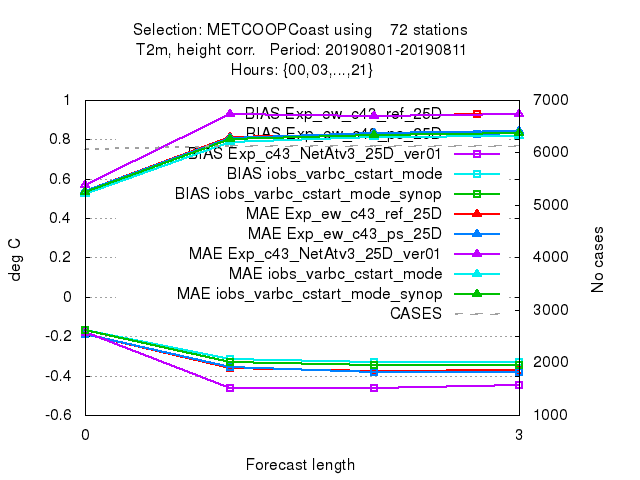 Selection: METCOOPCoast using 72 stations
T2m, height corr. Period: 20190801-20190811
Hours: {00,03,...,21}
1
0.8
0.6
0.4
0.2
0
-0.2
-0.4
-0.6
deg C
BIAS Exp_ew_c43_ref_25D
BIAS Exp_ew_c43_ps_25D
BIAS Exp_c43_NetAtv3_25D_ver01
BIAS iobs_varbc_cstart_mode
BIAS iobs_varbc_cstart_mode_synop
MAE Exp_ew_c43_ref_25D
MAE Exp_ew_c43_ps_25D
MAE Exp_c43_NetAtv3_25D_ver01
MAE iobs_varbc_cstart_mode
MAE iobs_varbc_cstart_mode_synop
CASES
7000
6000
5000
4000
3000
2000
1000
No cases
0 3
Forecast length